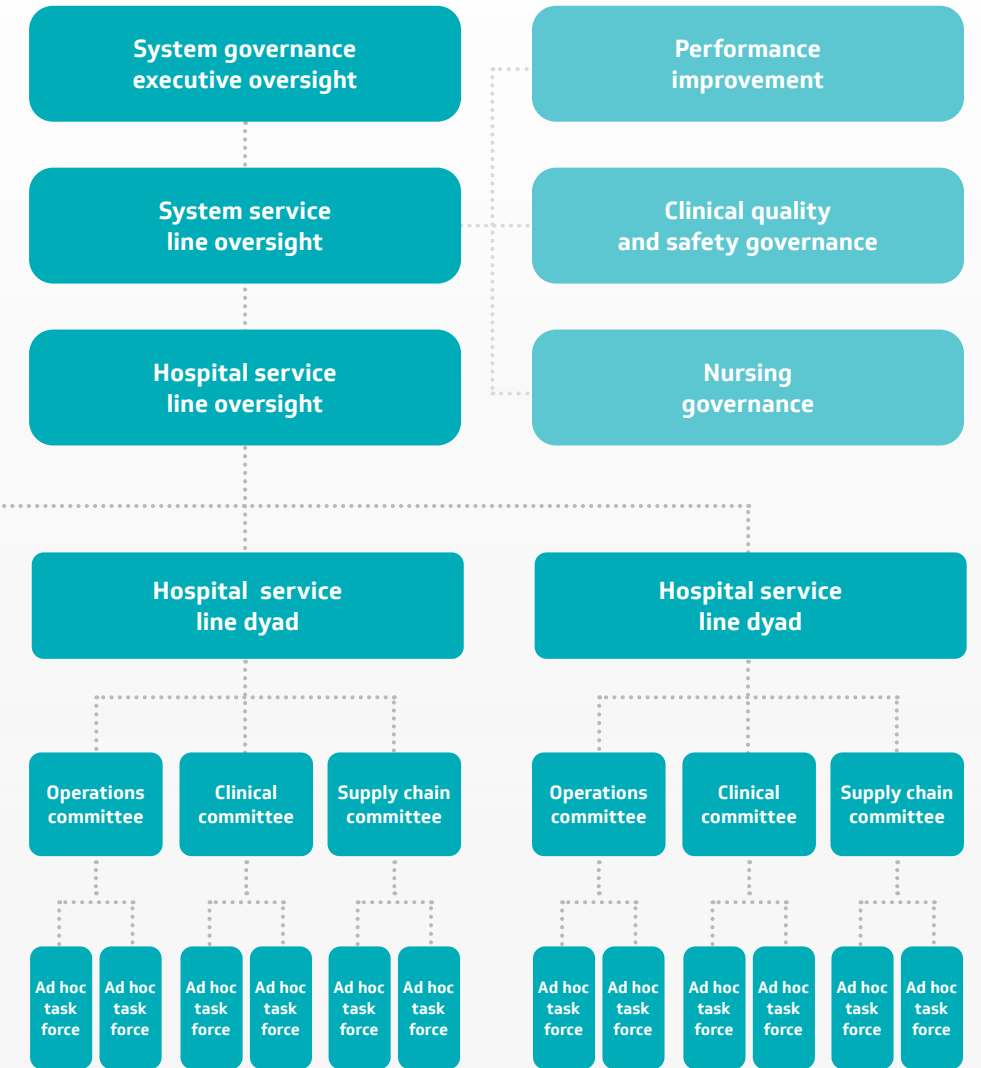 System governance
executive oversight
Performance
improvement
System service
line oversight
Clinical quality
and safety governance
Hospital service
line oversight
Nursing
governance
Hospital service
line dyad
Hospital service
line dyad
Operations
committee
Clinical
committee
Supply chain
committee
Operations
committee
Clinical
committee
Supply chain
committee
Ad hoc
task
force
Ad hoc
task
force
Ad hoc
task
force
Ad hoc
task
force
Ad hoc
task
force
Ad hoc
task
force
Ad hoc
task
force
Ad hoc
task
force
Ad hoc
task
force
Ad hoc
task
force
Ad hoc
task
force
Ad hoc
task
force